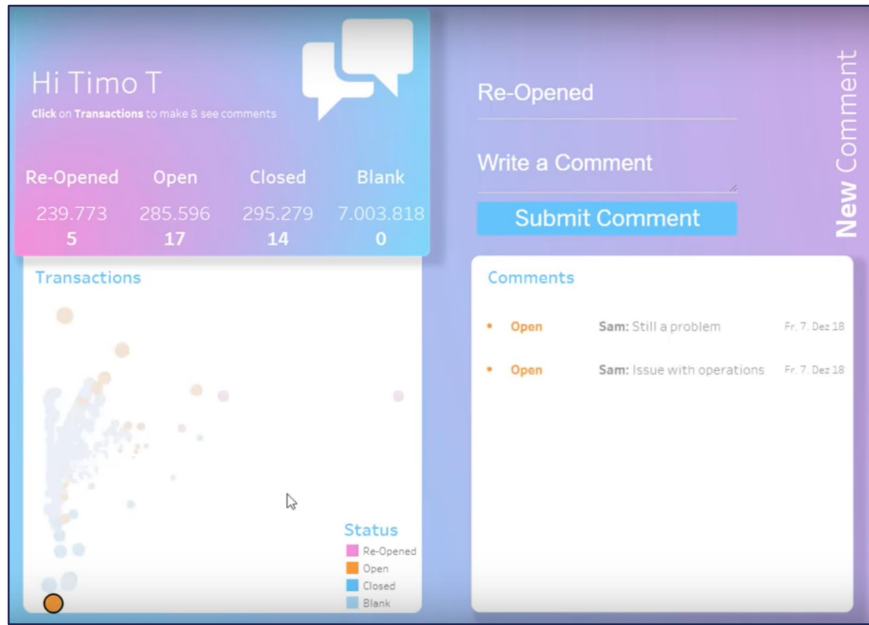 Hi Timo T
Click on Transactions to make & see comments
Re-Opened Open Closed Blank
239.773 285.596 295.279 7.003.818
5 17 14 0
Transactions
Status
Re-Opened
Open
Closed
Blank
Re-Opened
Write a Comment
Submit Comment
New Comment
Comments
• Open Sam: Still a problem Fr. 7. Dez 18
• Open Sam: Issue with operations Fr. 7. Dez 18